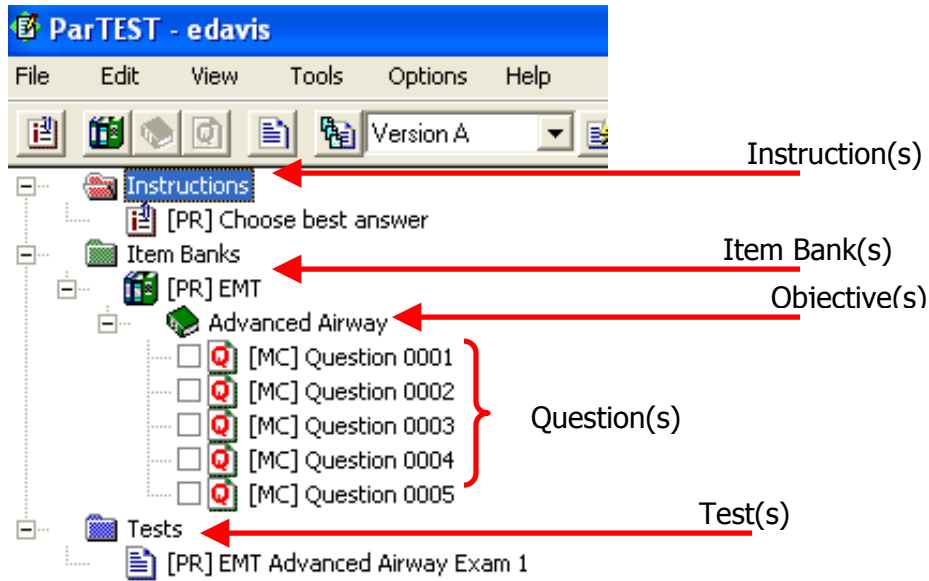 ParTEST - edavis
File Edit View Tools Options Help
Version A
Instruction(s)
Instructions
[PR] Choose best answer
Item Bank(s)
Item Banks
[PR] EMT
Objective(s)
Advanced Airway
Q [MC] Question 0001
Q [MC] Question 0002
Q [MC] Question 0003
Question(s)
Q [MC] Question 0004
Q [MC] Question 0005
Test(s)
Tests
[PR] EMT Advanced Airway Exam 1